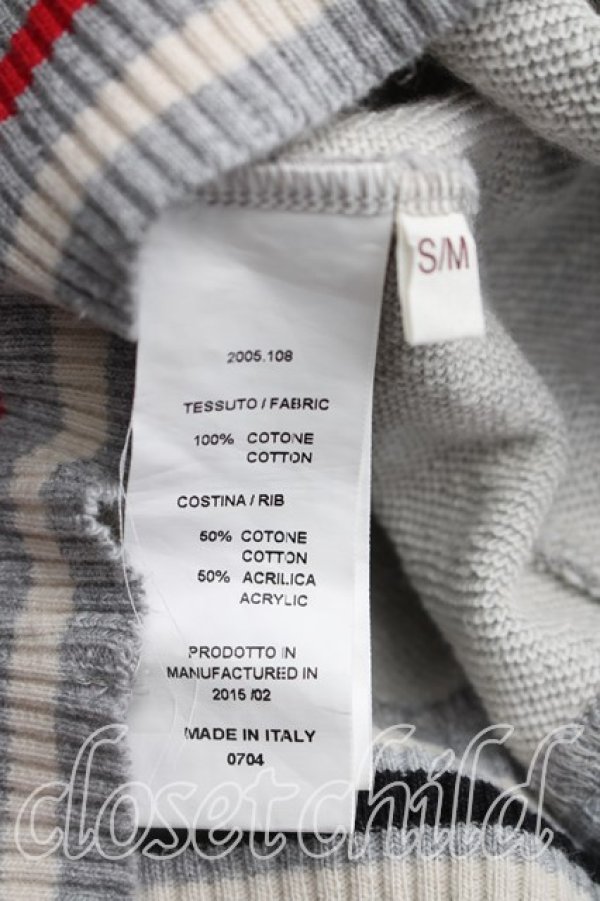 S/M
2005.108
TESSUTO / FABRIC
100% COTONE
COTTON
COSTINA / RIB
50% COTONE
COTTON
50% ACRILICA
ACRYLIC
PRODOTTO IN
MANUFACTURED IN
2015 /02
MADE IN ITALY
0704
closet child